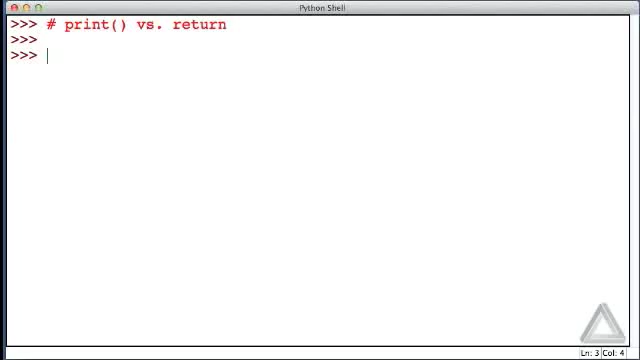 Python Shell
>>> # print() vs. return
>>>
>>>
Ln: 3 Col: 4